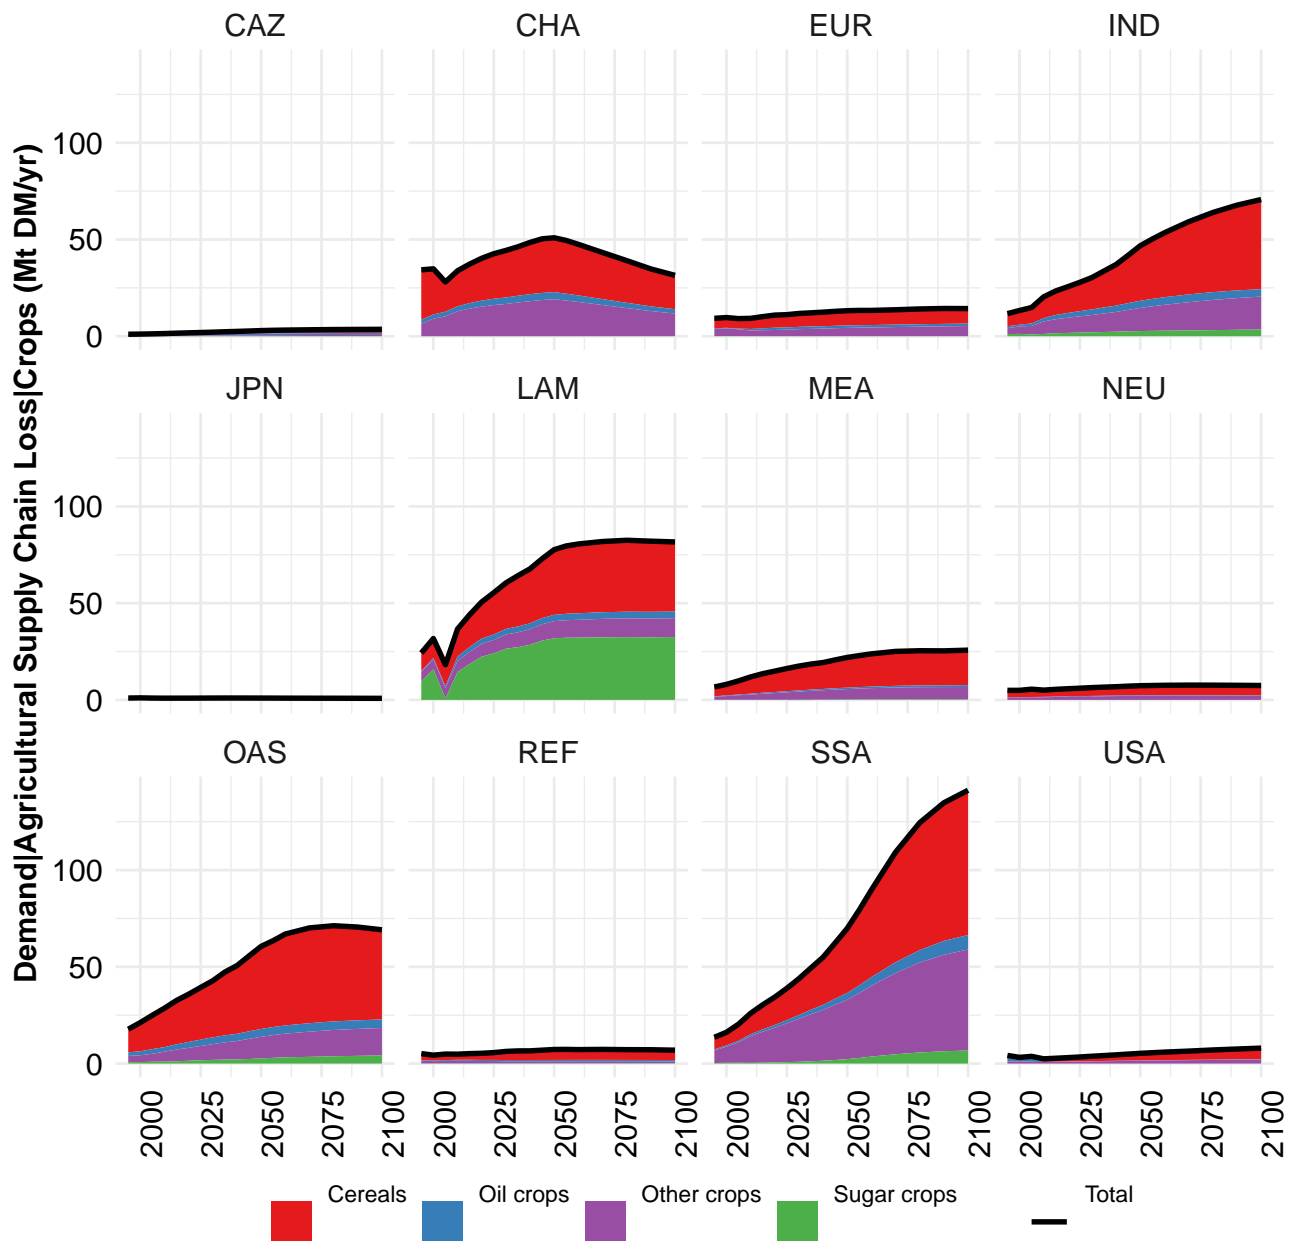 CAZ CHA EUR IND
Demand|Agricultural Supply Chain Loss|Crops (Mt DM/yr)
100
50
0
JPN LAM MEA NEU
100
50
0
OAS REF SSA USA
100
50
0
2000 2025 2050 2075 2100 2000 2025 2050 2075 2100 2000 2025 2050 2075 2100 2000 2025 2050 2075 2100
Cereals Oil crops Other crops Sugar crops Total